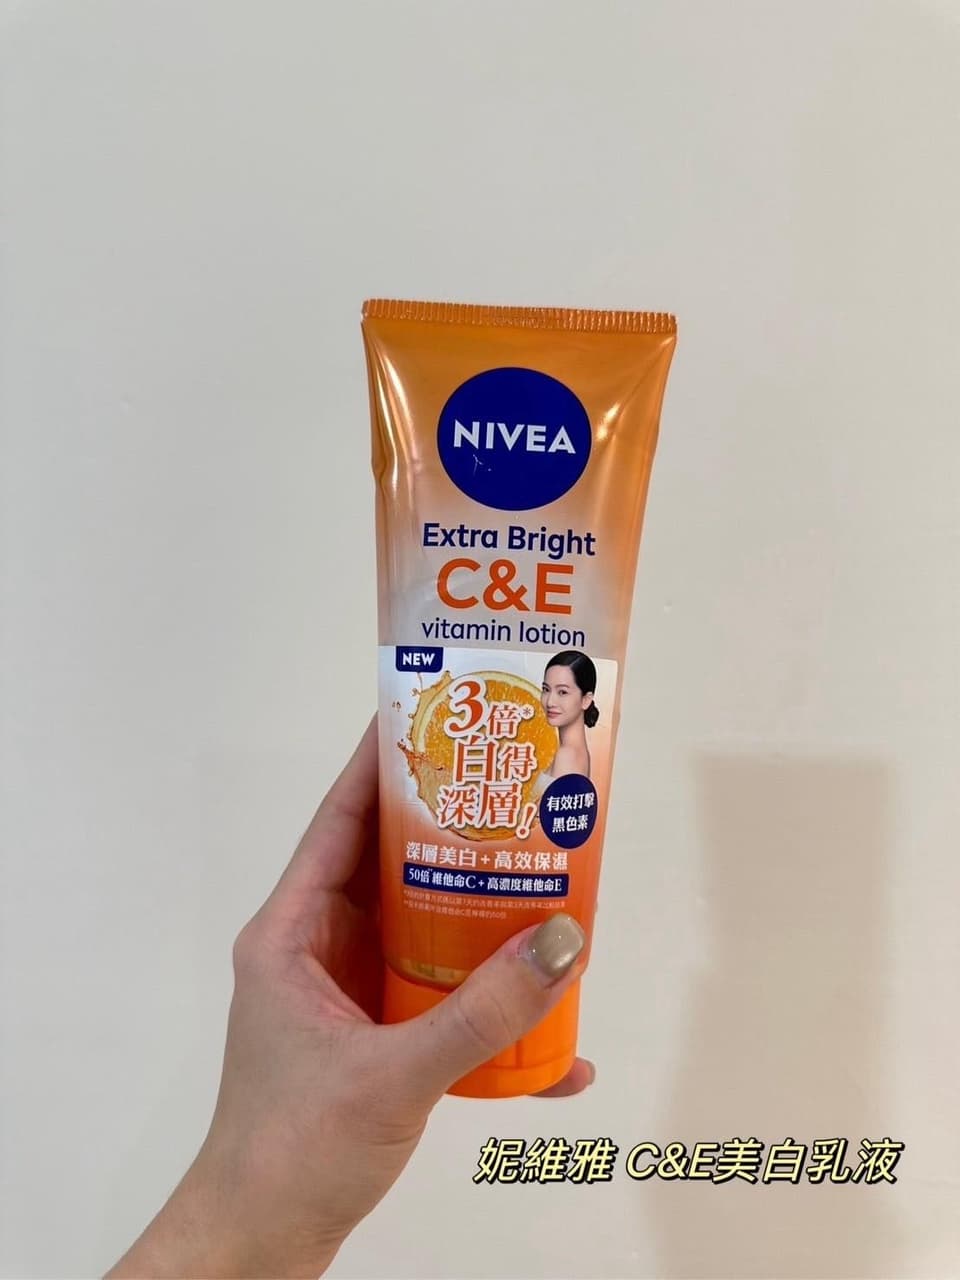 NIVEA
Extra Bright
C&E
vitamin lotion
NEW
3倍*
白得
深層!
有效打擊
黑色素
深層美白+高效保濕
50倍**維他命C+高濃度維他命E
妮維雅 C&E美白乳液